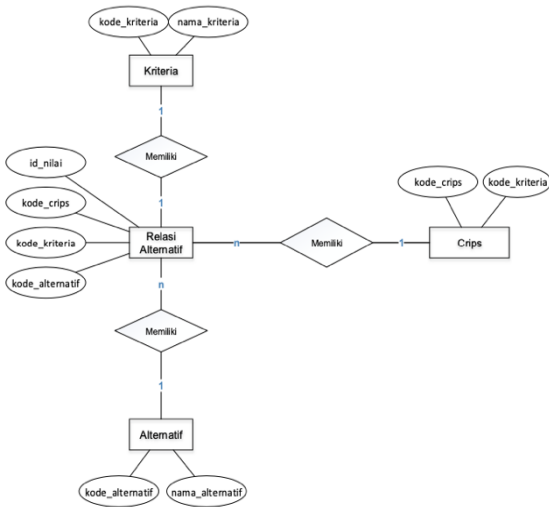 kode_kriteria
nama_kriteria
Kriteria
1
Memiliki
1
id_nilai
kode_crips
kode_kriteria
kode_alternatif
Relasi
Alternatif
n
Memiliki
1
Crips
kode_crips
kode_kriteria
n
Memiliki
1
Alternatif
kode_alternatif
nama_alternatif